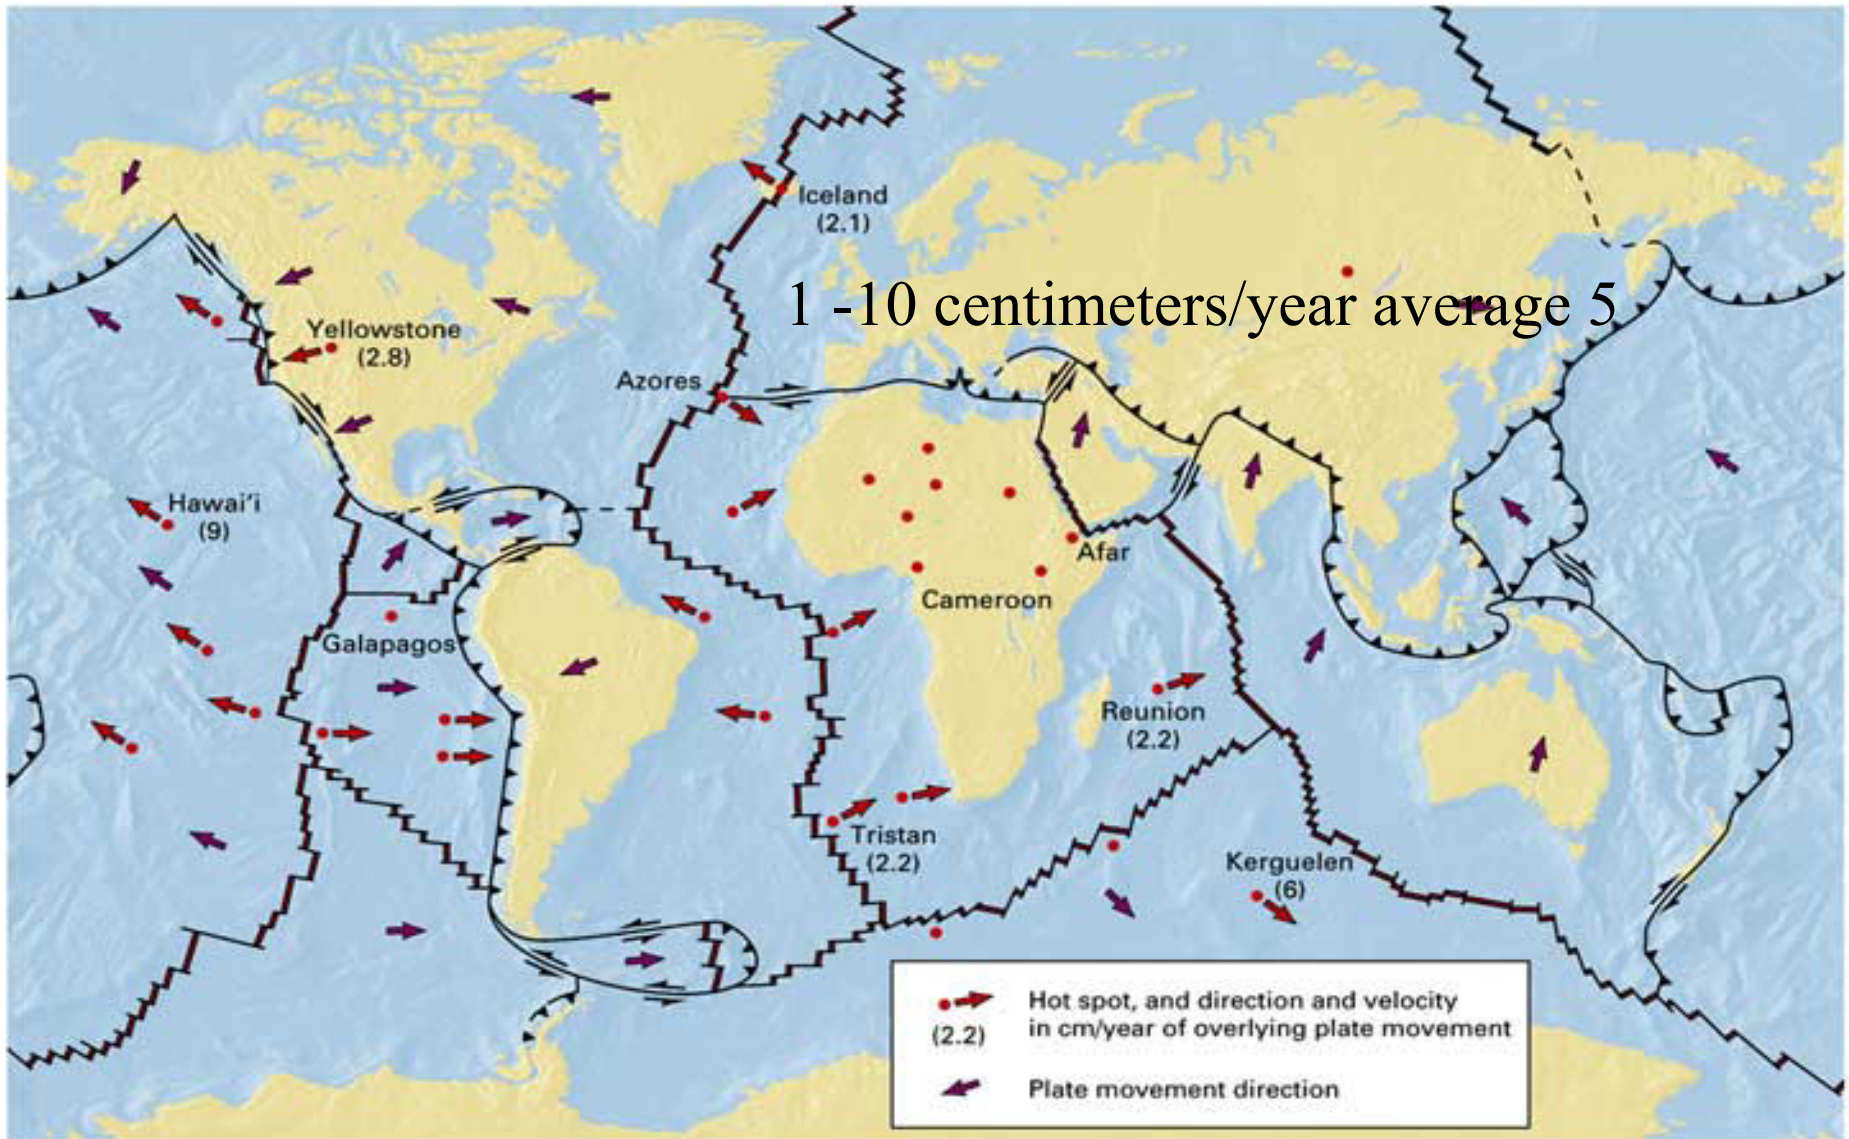 Iceland
(2.1)
1 -10 centimeters/year average 5
Yellowstone
(2.8)
Azores
Hawai'i
(9)
Afar
Cameroon
Galapagos
Reunion
(2.2)
Tristan
(2.2)
Kerguelen
(6)
Hot spot, and direction and velocity
(2.2) in cm/year of overlying plate movement
Plate movement direction